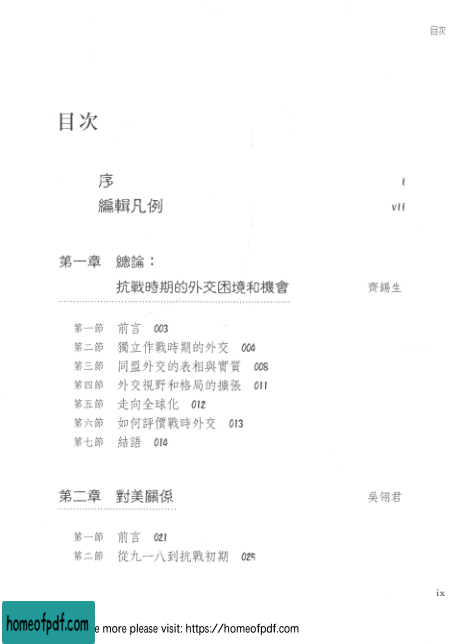 目次
目次
序 i
編輯凡例 vii
第一章 總論：
抗戰時期的外交困境和機會 齊錫生
第一節 前言 003
第二節 獨立作戰時期的外交 004
第三節 同盟外交的表相與實質 008
第四節 外交視野和格局的擴張 011
第五節 走向全球化 012
第六節 如何評價戰時外交 013
第七節 結語 014
第二章 對美關係 吳翎君
第一節 前言 021
第二節 從九一八到抗戰初期 025
ix
homeofpdf.com
e more please visit: https://homeofpdf.com